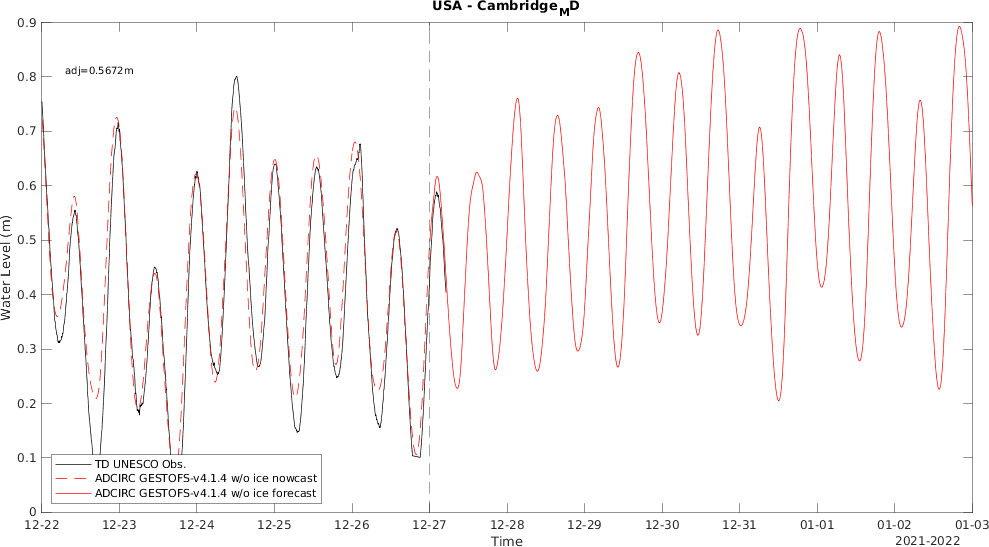 USA - Cambridge_MD
0.9
adj=0.5672m
0.8
0.7
0.6
0.5
0.4
0.3
0.2
0.1
0
Water Level (m)
TD UNESCO Obs.
ADCIRC GESTOFS-v4.1.4 w/o ice nowcast
ADCIRC GESTOFS-v4.1.4 w/o ice forecast
12-22 12-23 12-24 12-25 12-26 12-27 12-28 12-29 12-30 12-31 01-01 01-02 01-03
Time
2021-2022